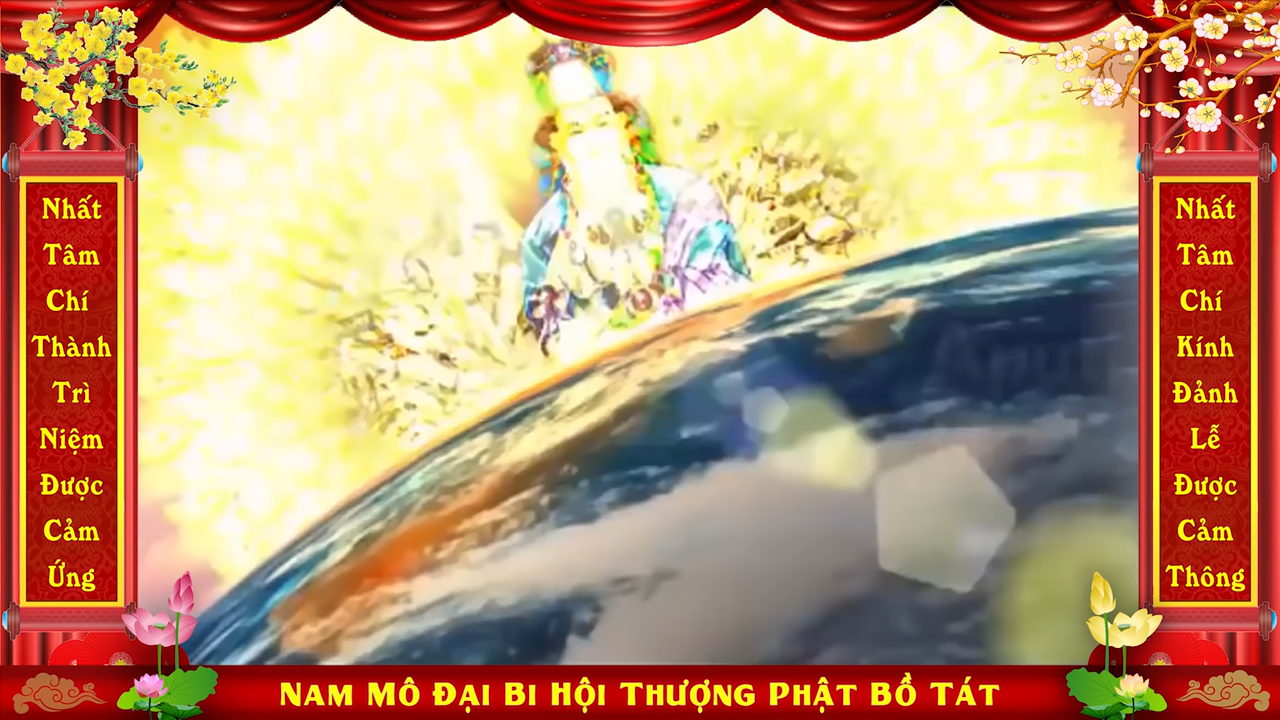 Nhất
Tâm
Chí
Thành
Trì
Niệm
Được
Cảm
Ứng
Nhất
Tâm
Chí
Kính
Đảnh
Lễ
Được
Cảm
Thông
Nam Mô Đại Bi Hội Thượng Phật Bồ Tát